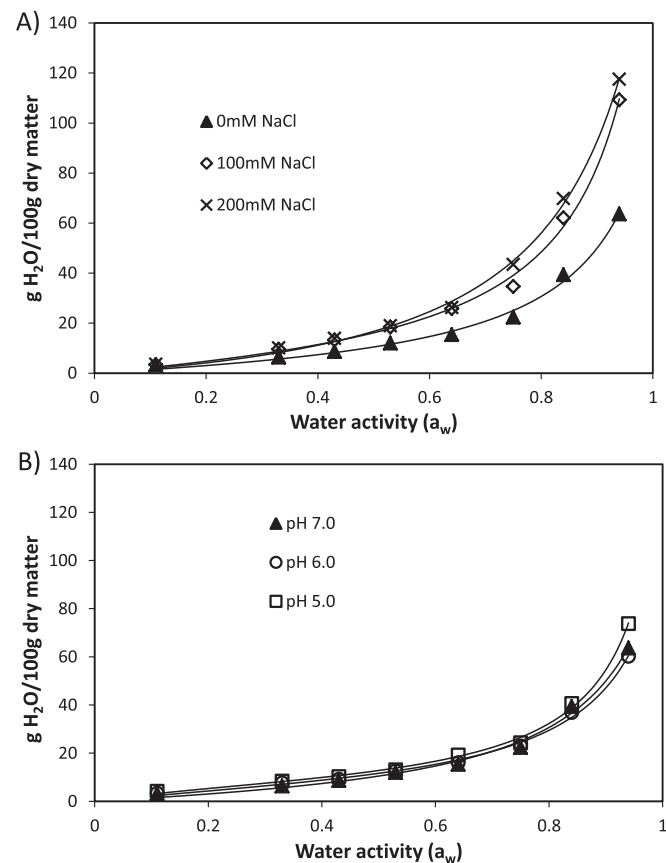 A)
140
120
100
80
60
40
20
0
g H₂O/100g dry matter
0mM NaCl
100mM NaCl
200mM NaCl
0 0.2 0.4 0.6 0.8 1
Water activity (a_w)
B)
140
120
100
80
60
40
20
0
g H₂O/100g dry matter
pH 7.0
pH 6.0
pH 5.0
0 0.2 0.4 0.6 0.8 1
Water activity (a_w)